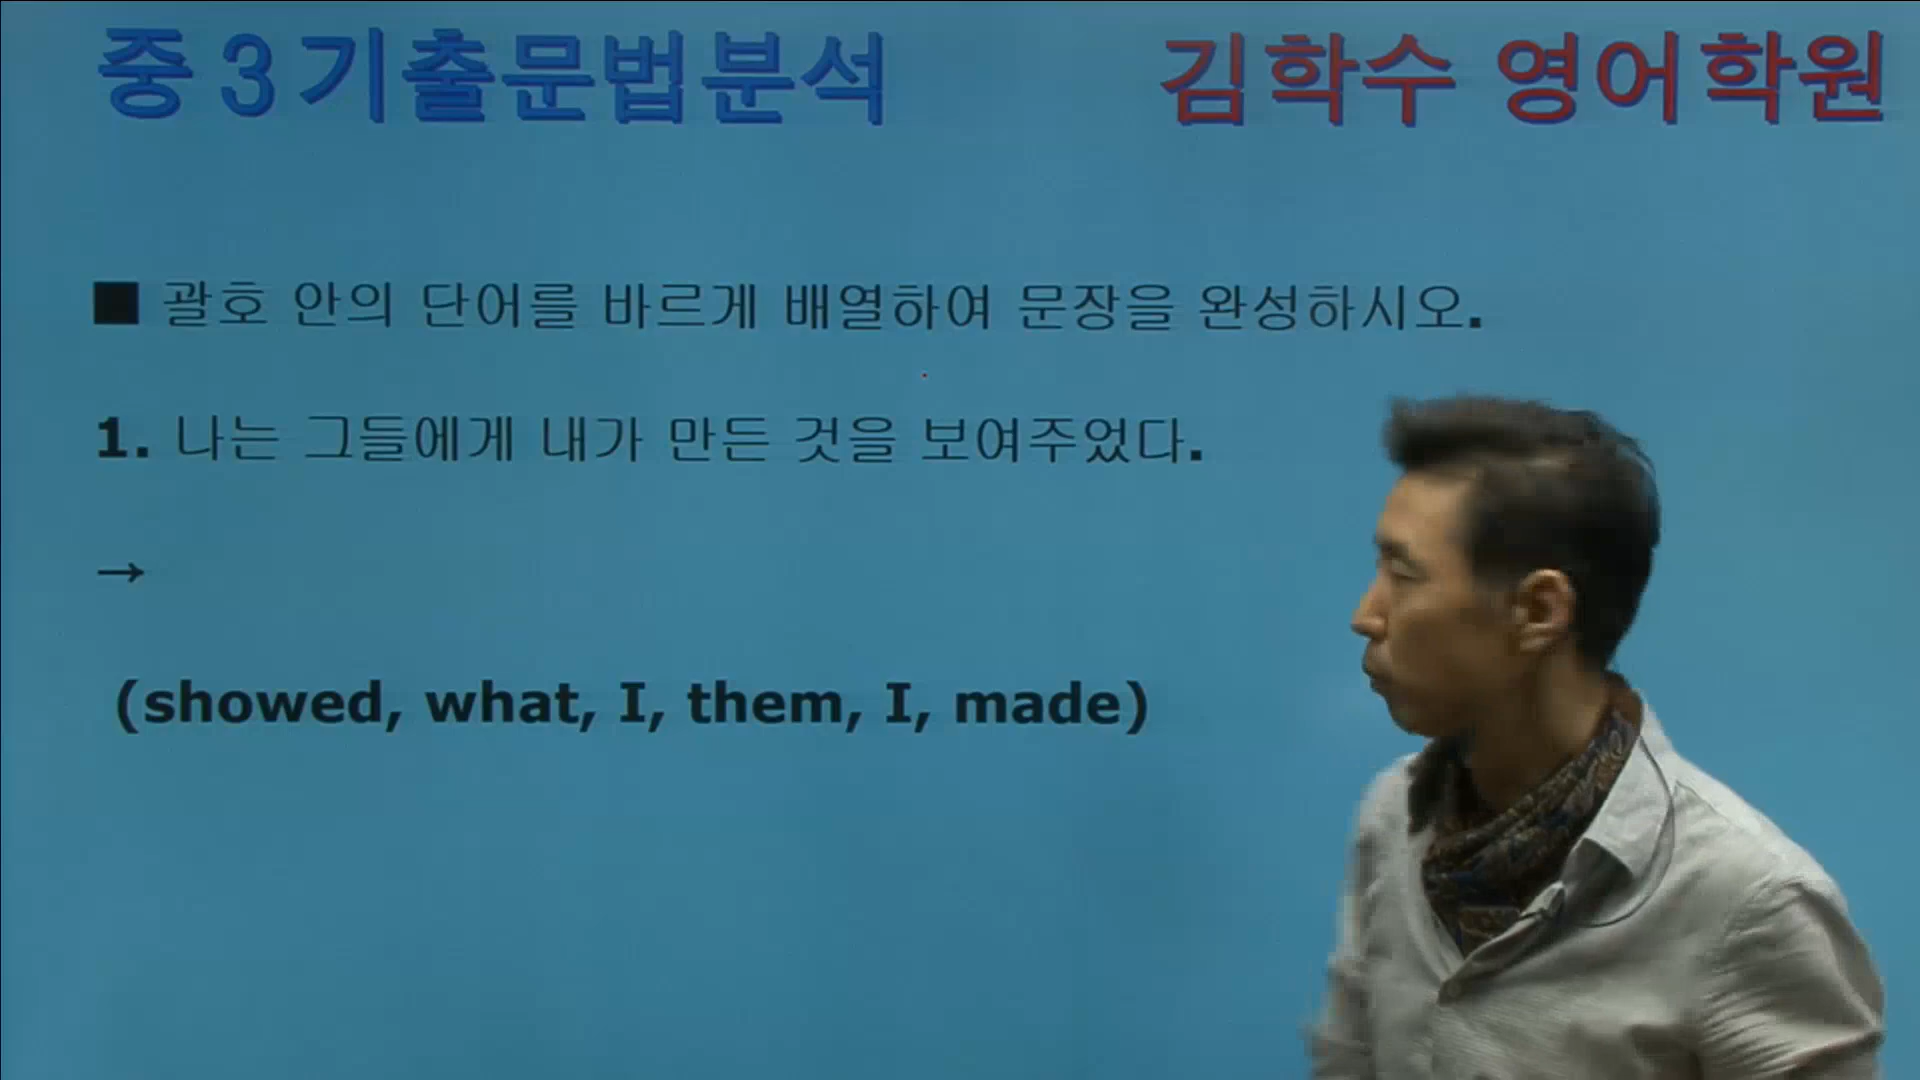 중3기출문법분석 김학수 영어학원
■ 괄호 안의 단어를 바르게 배열하여 문장을 완성하시오.
1. 나는 그들에게 내가 만든 것을 보여주었다.
→
(showed, what, I, them, I, made)